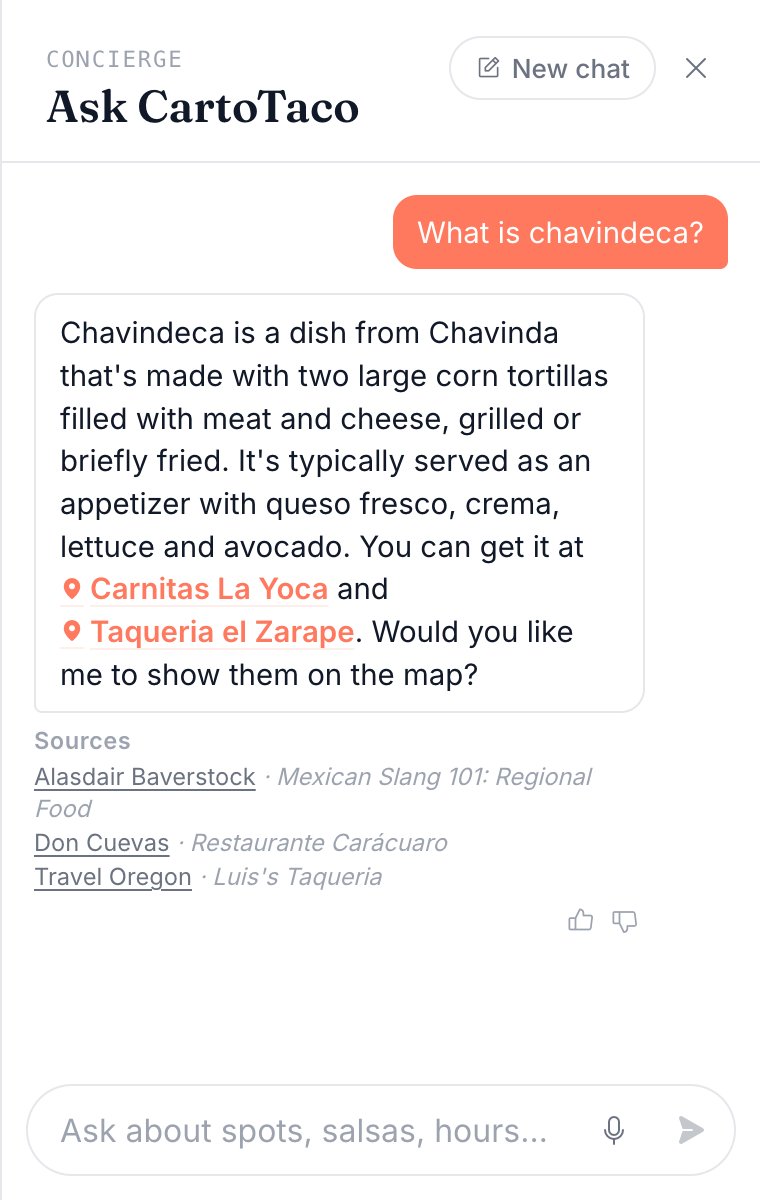 CONCIERGE
Ask CartoTaco
New chat
What is chavindeca?
Chavindeca is a dish from Chavinda
that's made with two large corn tortillas
filled with meat and cheese, grilled or
briefly fried. It's typically served as an
appetizer with queso fresco, crema,
lettuce and avocado. You can get it at
Carnitas La Yoca and
Taqueria el Zarape. Would you like
me to show them on the map?
Sources
Alasdair Baverstock · Mexican Slang 101: Regional
Food
Don Cuevas · Restaurante Carácuaro
Travel Oregon · Luis's Taqueria
Ask about spots, salsas, hours...